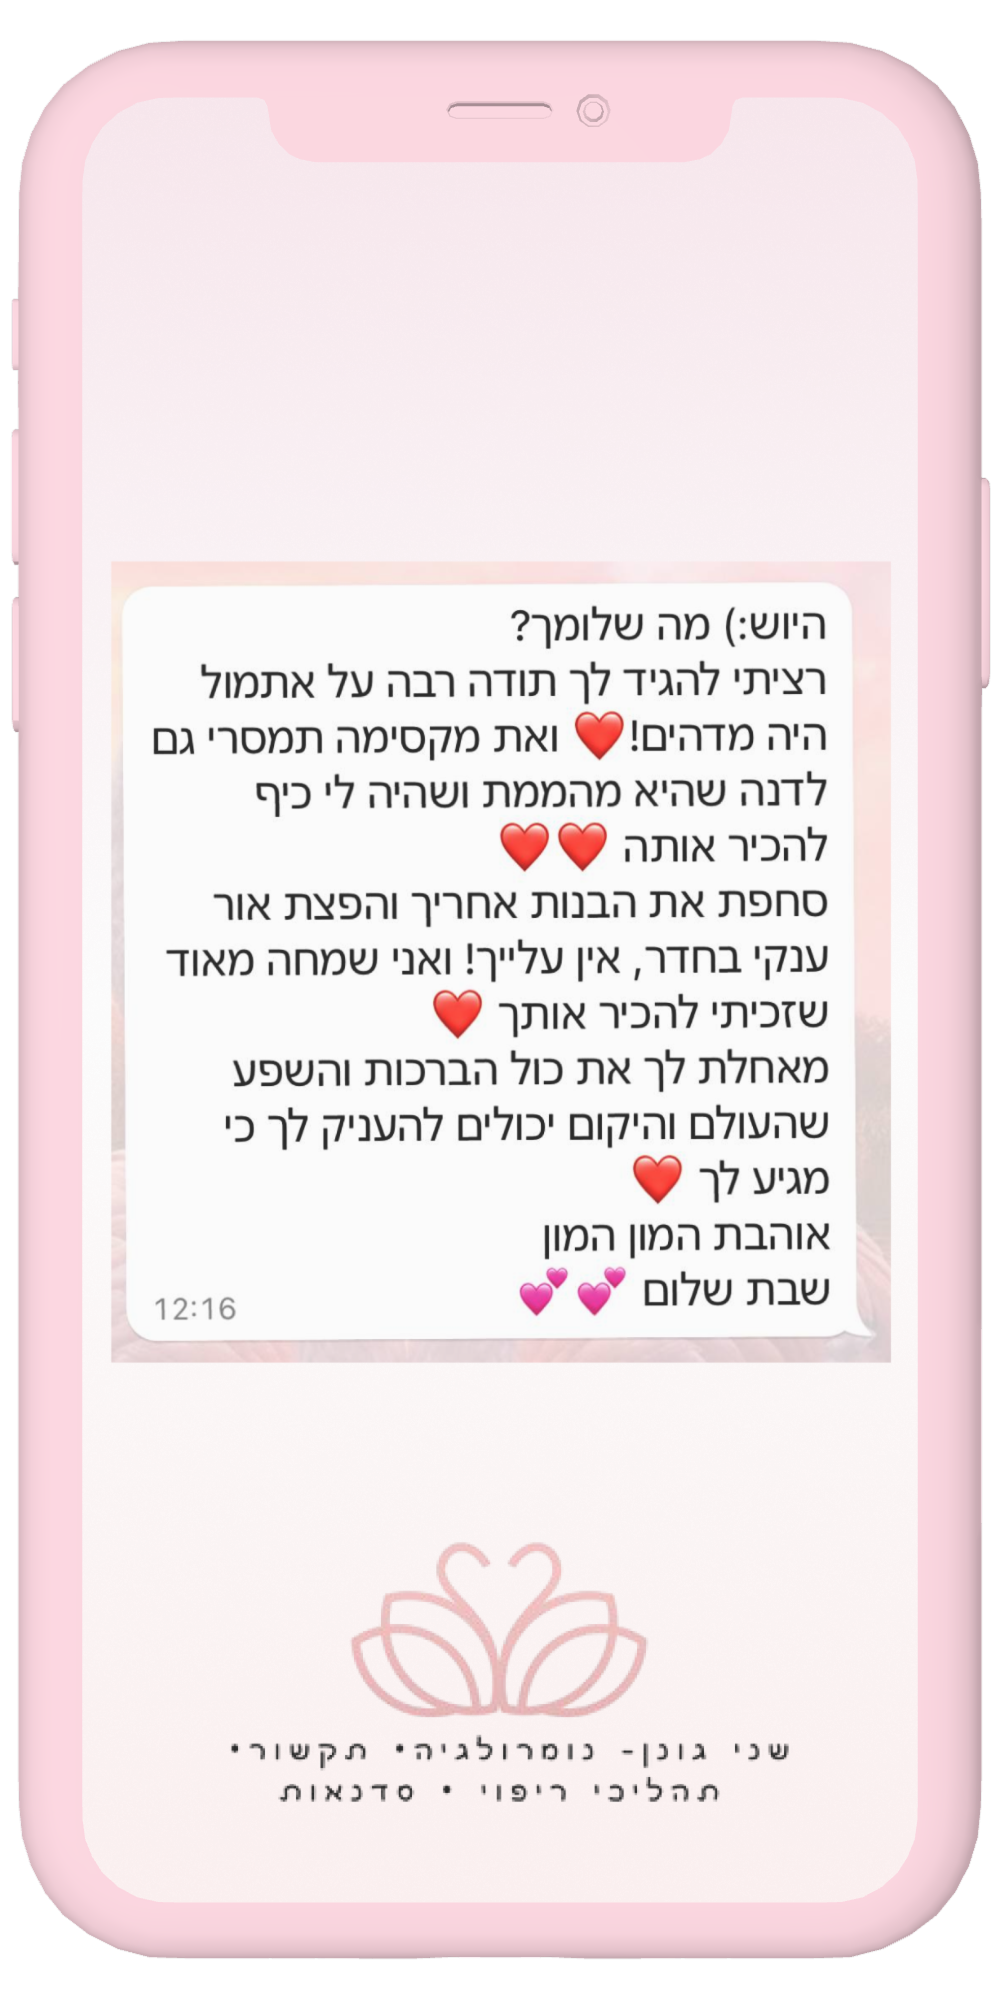 היוש:) מה שלומך?
רציתי להגיד לך תודה רבה על אתמול
היה מדהים!❤️ ואת מקסימה תמסרי גם
לדנה שהיא מהממת ושהיה לי כיף
להכיר אותה ❤️❤️
סחפת את הבנות אחריך והפצת אור
ענקי בחדר, אין עלייך! ואני שמחה מאוד
שזכיתי להכיר אותך ❤️
מאחלת לך את כול הברכות והשפע
שהעולם והיקום יכולים להעניק לך כי
מגיע לך ❤️
אוהבת המון המון
שבת שלום 💕💕
12:16
שני גונן- נומרולגיה• תקשור•
תהליכי ריפוי • סדנאות